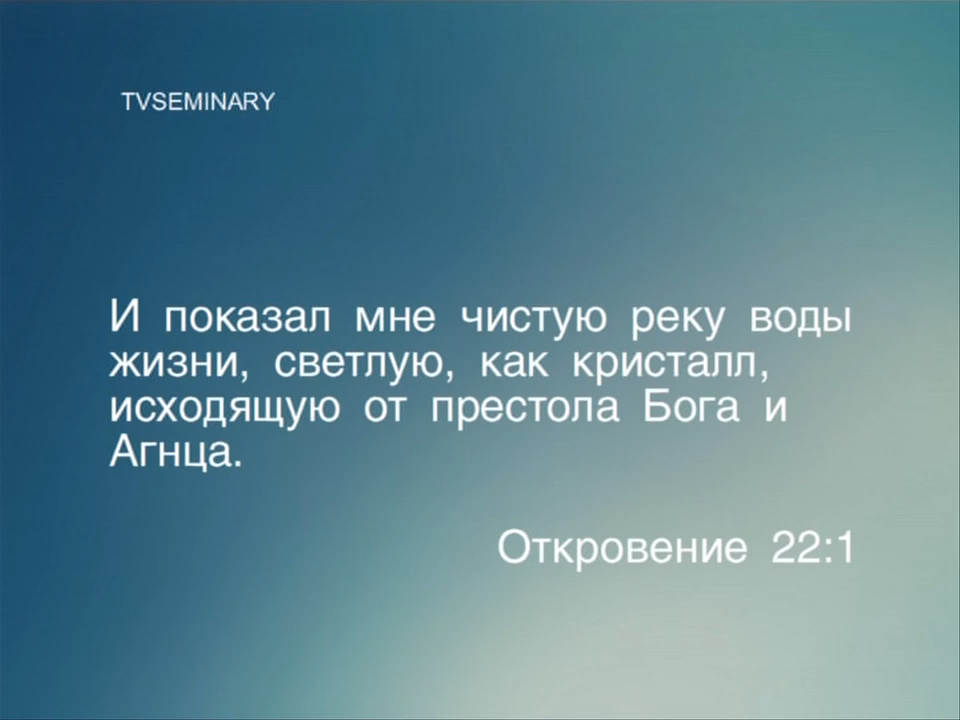 TVSEMINARY
И показал мне чистую реку воды
жизни, светлую, как кристалл,
исходящую от престола Бога и
Агнца.
Откровение 22:1